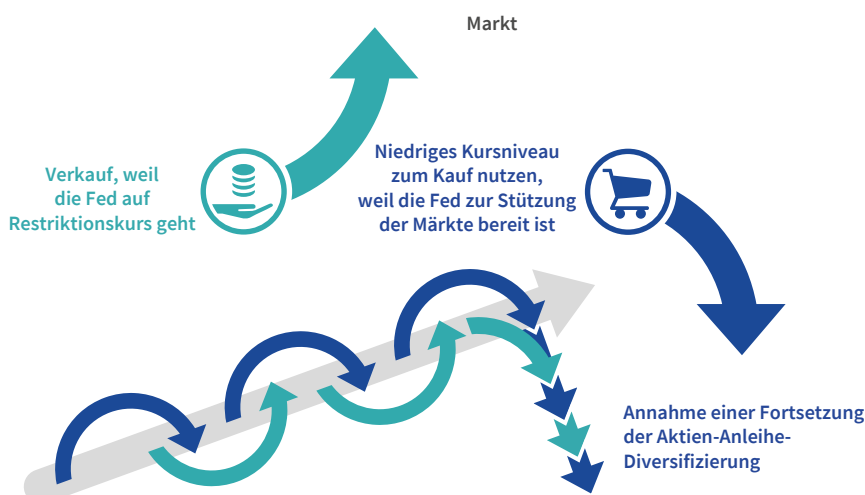 Markt
Verkauf, weil
die Fed auf
Restriktionskurs geht
Niedriges Kursniveau
zum Kauf nutzen,
weil die Fed zur Stützung
der Märkte bereit ist
Annahme einer Fortsetzung
der Aktien-Anleihe-
Diversifizierung